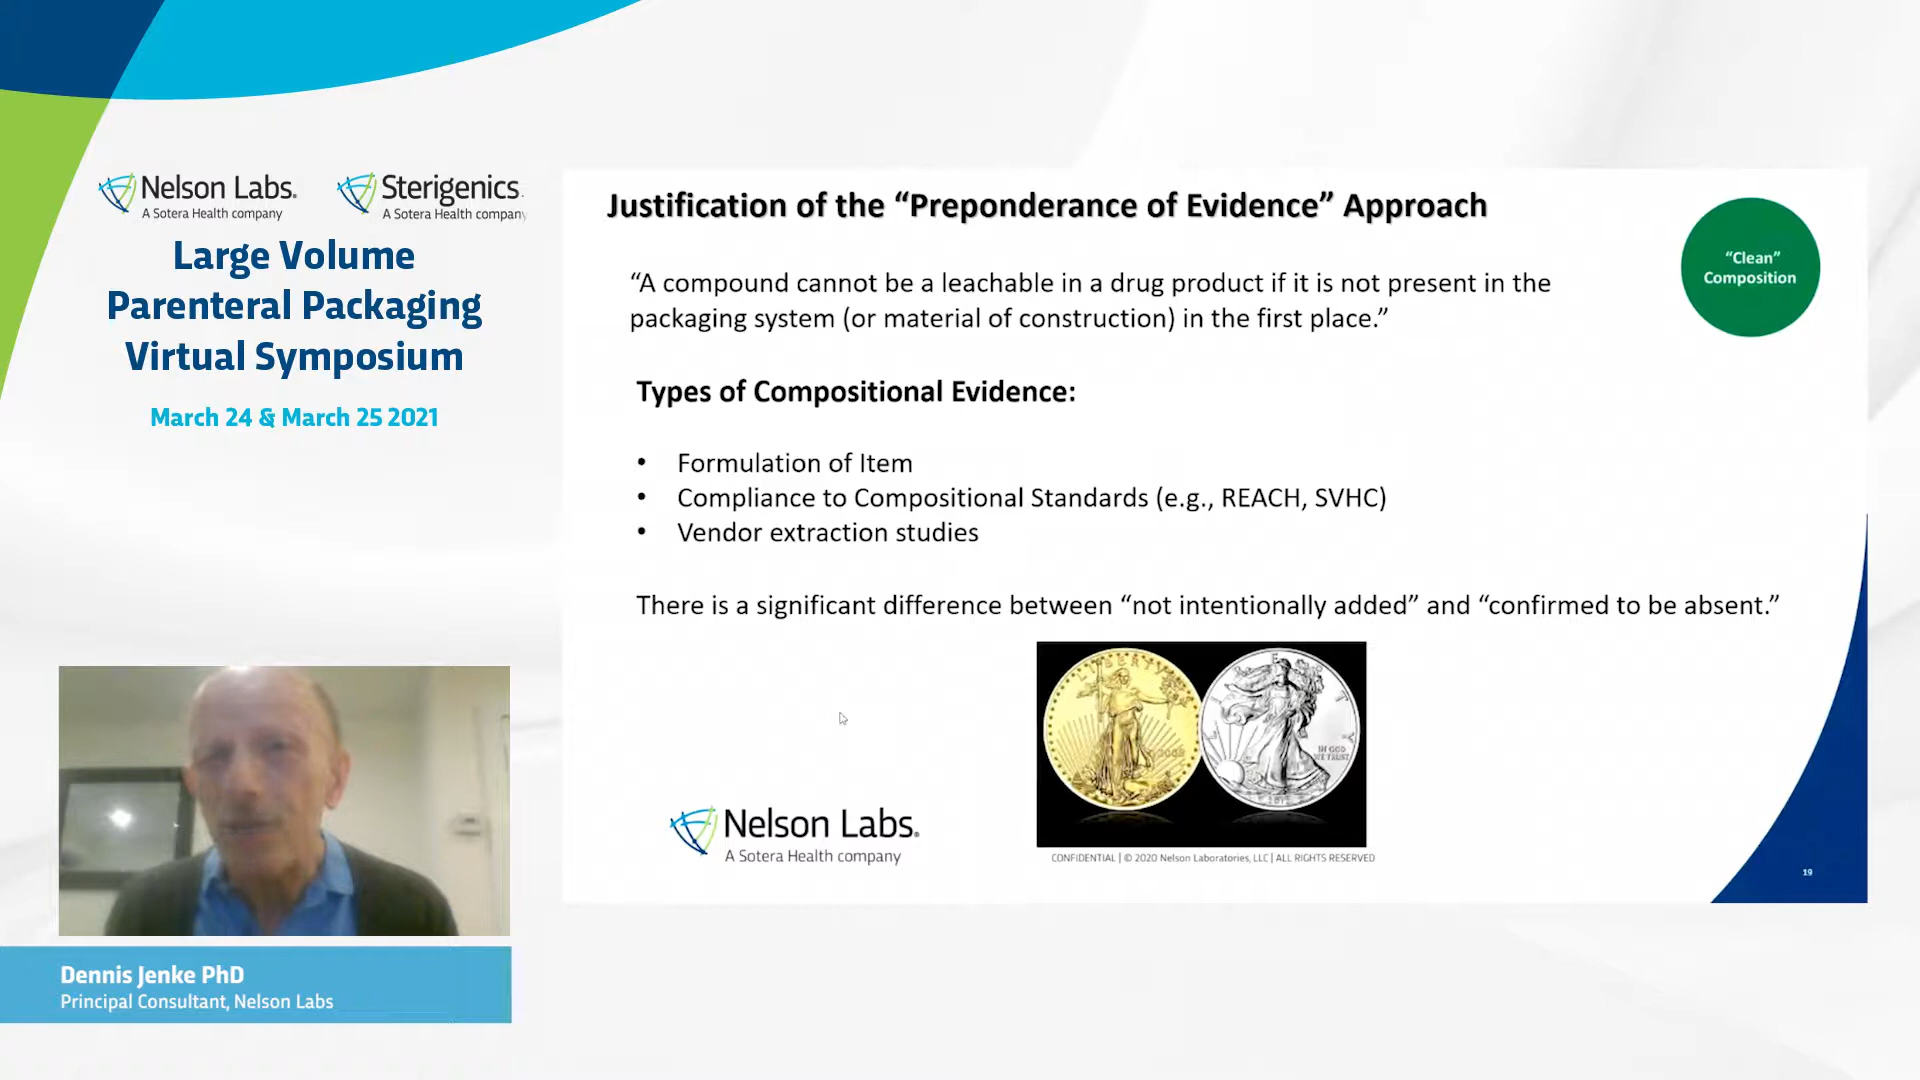 Nelson Labs.
A Sotera Health company
Sterigenics
A Sotera Health company
Large Volume
Parenteral Packaging
Virtual Symposium
March 24 & March 25 2021
Justification of the “Preponderance of Evidence” Approach
“Clean”
Composition
“A compound cannot be a leachable in a drug product if it is not present in the
packaging system (or material of construction) in the first place.”
Types of Compositional Evidence:
• Formulation of Item
• Compliance to Compositional Standards (e.g., REACH, SVHC)
• Vendor extraction studies
There is a significant difference between “not intentionally added” and “confirmed to be absent.”
LIBERTY
LIBERTY
IN GOD
WE TRUST
Nelson Labs.
A Sotera Health company
CONFIDENTIAL | © 2020 Nelson Laboratories, LLC | ALL RIGHTS RESERVED
19
Dennis Jenke PhD
Principal Consultant, Nelson Labs